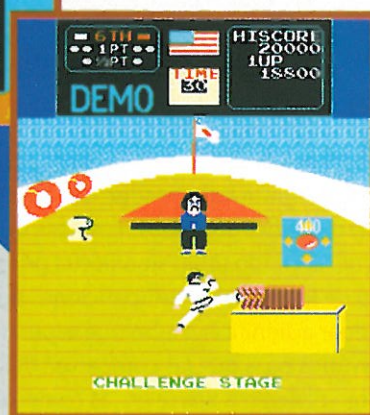 6TH
1PT
½PT
DEMO
TIME
30
HISCORE
20000
1UP
18800
400
CHALLENGE STAGE